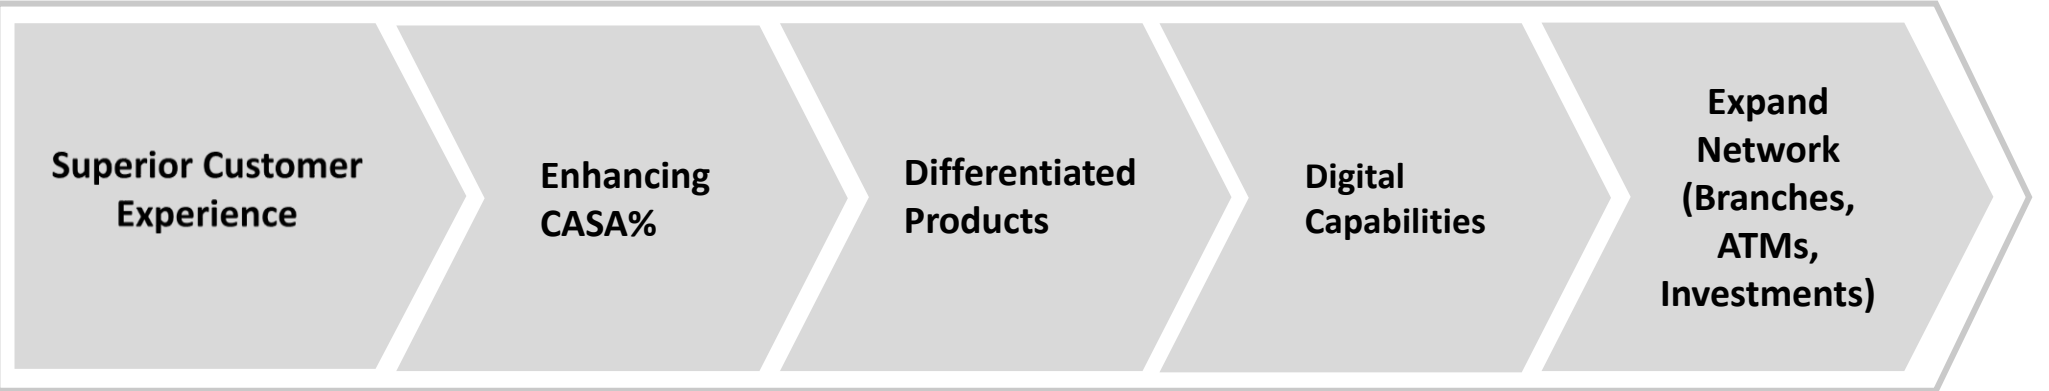 Superior Customer
Experience
Enhancing
CASA%
Differentiated
Products
Digital
Capabilities
Expand
Network
(Branches,
ATMs,
Investments)